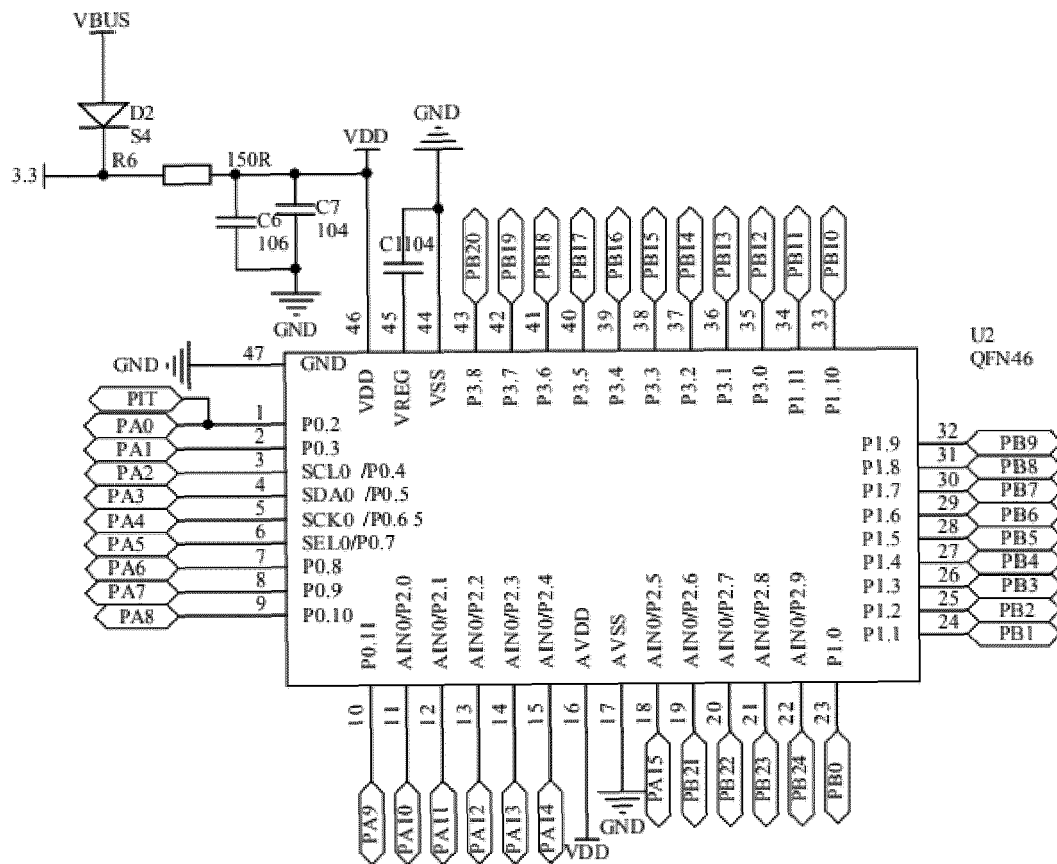 VBUS
D2
S4
GND
VDD
R6
150R
3.3
C6
106
C7
104
C1104
GND
PB20
PB19
PB18
PB17
PB16
PB15
PB14
PB13
PB12
PB11
PB10
46
45
44
43
42
41
40
39
38
37
36
35
34
33
U2
QFN46
GND
47
GND
VDD
VREG
VSS
P3.8
P3.7
P3.6
P3.5
P3.4
P3.3
P3.2
P3.1
P3.0
P1.11
P1.10
PIT
PA0
1
P0.2
PA1
2
P0.3
PA2
3
SCL0 /P0.4
PA3
4
SDA0 /P0.5
PA4
5
SCK0 /P0.6 5
PA5
6
SEL0/P0.7
PA6
7
P0.8
PA7
8
P0.9
PA8
9
P0.10
P1.9
32
PB9
P1.8
31
PB8
P1.7
30
PB7
P1.6
29
PB6
P1.5
28
PB5
P1.4
27
PB4
P1.3
26
PB3
P1.2
25
PB2
P1.1
24
PB1
P0.11
AIN0/P2.0
AIN0/P2.1
AIN0/P2.2
AIN0/P2.3
AIN0/P2.4
AVDD
AVSS
AIN0/P2.5
AIN0/P2.6
AIN0/P2.7
AIN0/P2.8
AIN0/P2.9
P1.0
10
11
12
13
14
15
16
17
18
19
20
21
22
23
PA9
PA10
PA11
PA12
PA13
PA14
VDD
GND
PA15
PB21
PB22
PB23
PB24
PB0